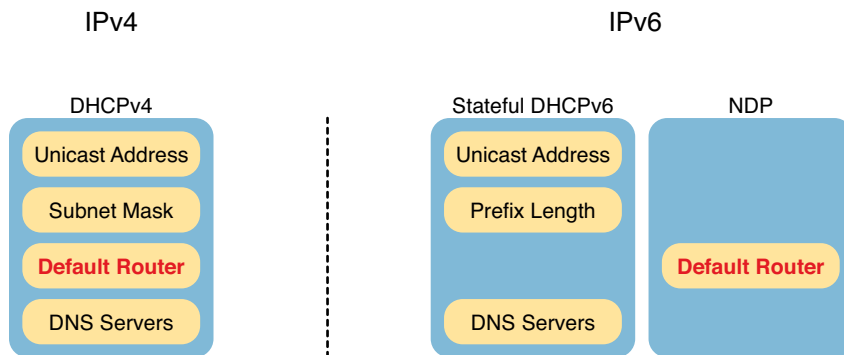 IPv4
IPv6
DHCPv4
Stateful DHCPv6
NDP
Unicast Address
Subnet Mask
Default Router
DNS Servers
Unicast Address
Prefix Length
DNS Servers
Default Router